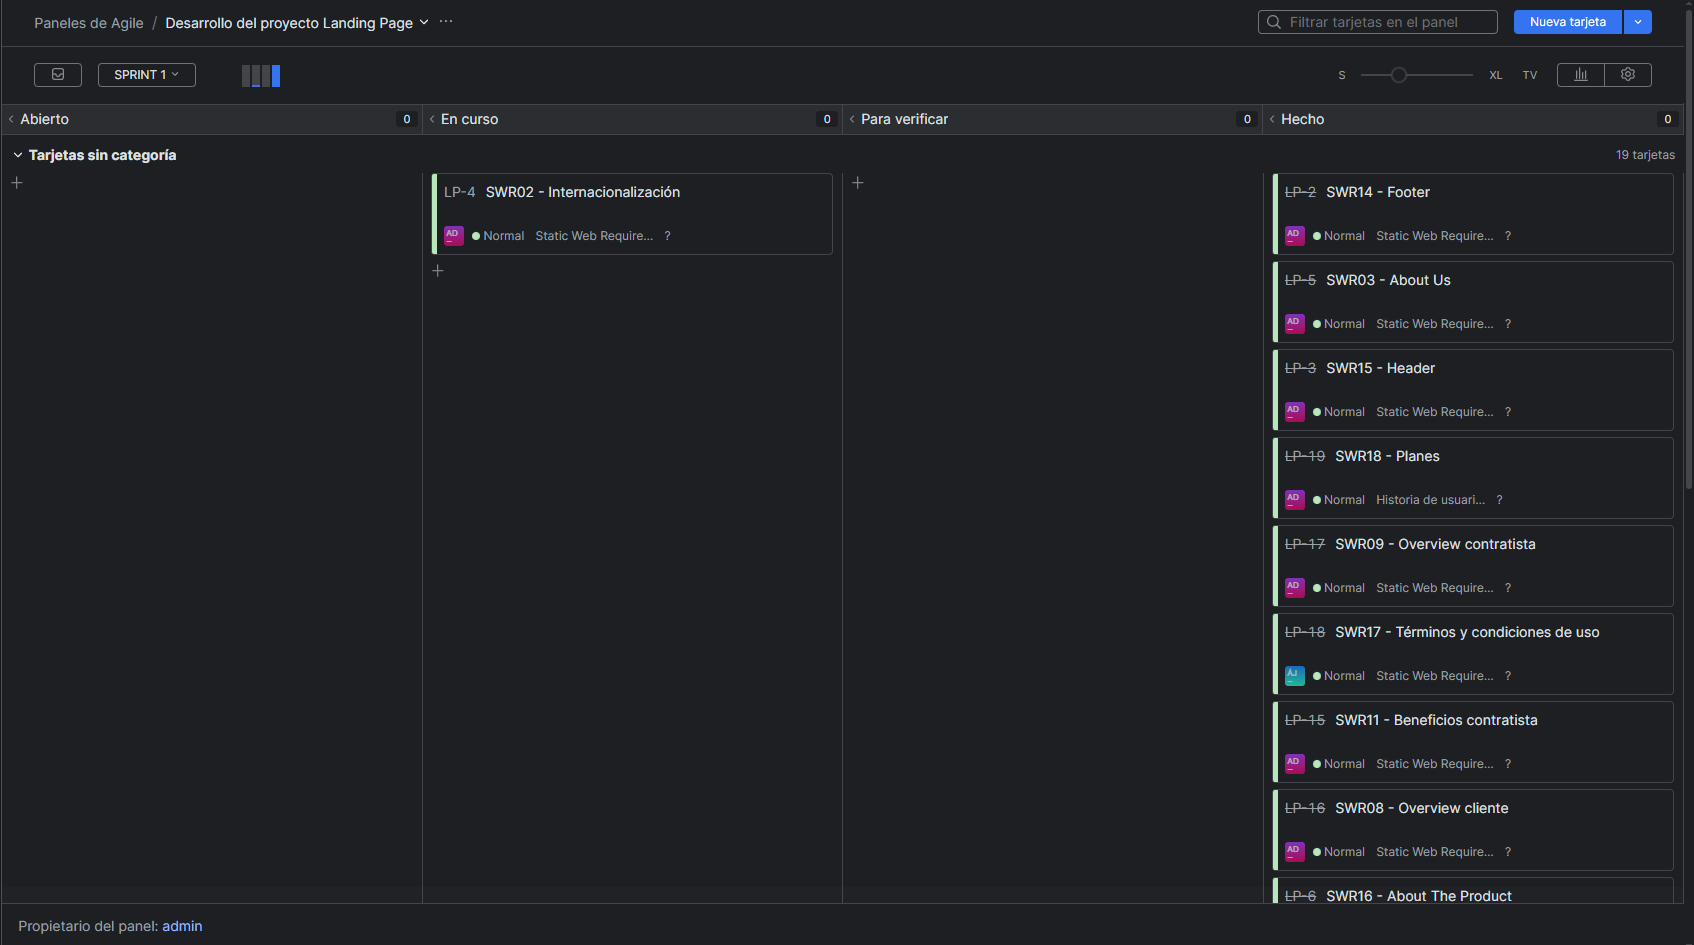 Paneles de Agile / Desarrollo del proyecto Landing Page ...
Filtrar tarjetas en el panel
Nueva tarjeta
SPRINT 1
S XL TV
Abierto 0
En curso 0
Para verificar 0
Hecho 0
Tarjetas sin categoría
19 tarjetas
LP-4 SWR02 - Internacionalización
AD Normal Static Web Require... ?
LP-2 SWR14 - Footer
AD Normal Static Web Require... ?
LP-5 SWR03 - About Us
AD Normal Static Web Require... ?
LP-3 SWR15 - Header
AD Normal Static Web Require... ?
LP-19 SWR18 - Planes
AD Normal Historia de usuari... ?
LP-17 SWR09 - Overview contratista
AD Normal Static Web Require... ?
LP-18 SWR17 - Términos y condiciones de uso
ÁJ Normal Static Web Require... ?
LP-15 SWR11 - Beneficios contratista
AD Normal Static Web Require... ?
LP-16 SWR08 - Overview cliente
AD Normal Static Web Require... ?
LP-6 SWR16 - About The Product
Propietario del panel: admin